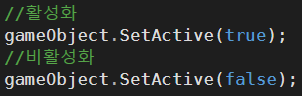 //활성화
gameObject.SetActive(true);
//비활성화
gameObject.SetActive(false);